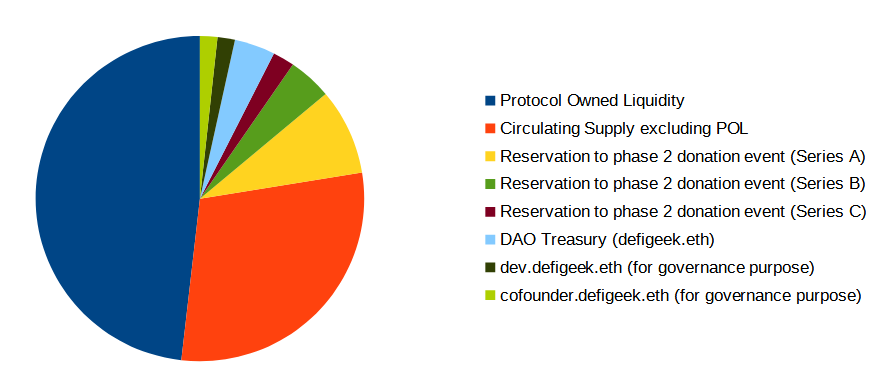 Protocol Owned Liquidity
Circulating Supply excluding POL
Reservation to phase 2 donation event (Series A)
Reservation to phase 2 donation event (Series B)
Reservation to phase 2 donation event (Series C)
DAO Treasury (defigeek.eth)
dev.defigeek.eth (for governance purpose)
cofounder.defigeek.eth (for governance purpose)